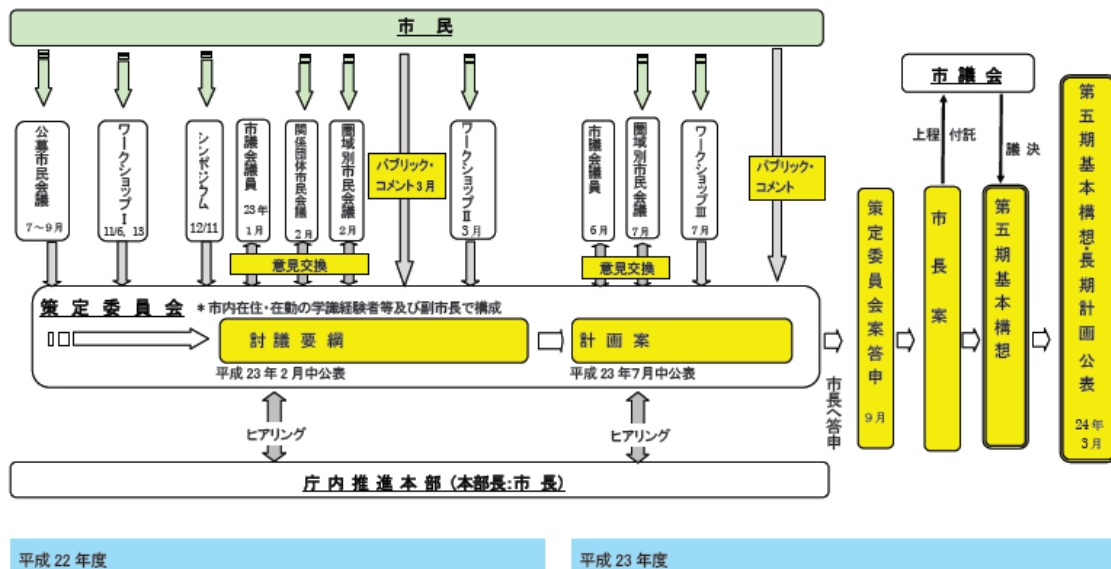 市 民
公募市民会議
7～9月
ワークショップⅠ
11/6, 13
シンポジウム
12/11
市議会議員
23年
1月
関係団体市民会議
2月
圏域別市民会議
2月
パブリック・
コメント3月
ワークショップⅡ
3月
市議会議員
6月
圏域別市民会議
7月
ワークショップⅢ
7月
パブリック・
コメント
意見交換
意見交換
策 定 委 員 会 *市内在住・在勤の学識経験者等及び副市長で構成
討 議 要 綱
平成23年2月中公表
計 画 案
平成23年7月中公表
ヒアリング
ヒアリング
庁 内 推 進 本 部 (本部長:市 長)
市長へ答申
策定委員会案答申
9月
市長案
上程 付託
市 議 会
議 決
第五期基本構想
第五期基本構想・長期計画 公表
24年
3月
平成 22 年度
平成 23 年度